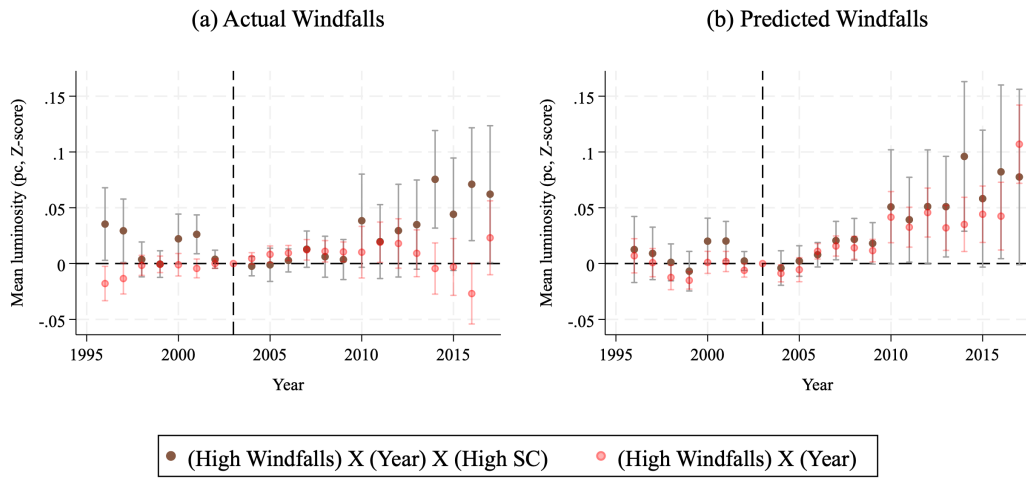 (a) Actual Windfalls
Mean luminosity (pc, Z-score)
.15
.1
.05
0
-.05
1995 2000 2005 2010 2015
Year
(b) Predicted Windfalls
Mean luminosity (pc, Z-score)
.15
.1
.05
0
-.05
1995 2000 2005 2010 2015
Year
(High Windfalls) X (Year) X (High SC) (High Windfalls) X (Year)